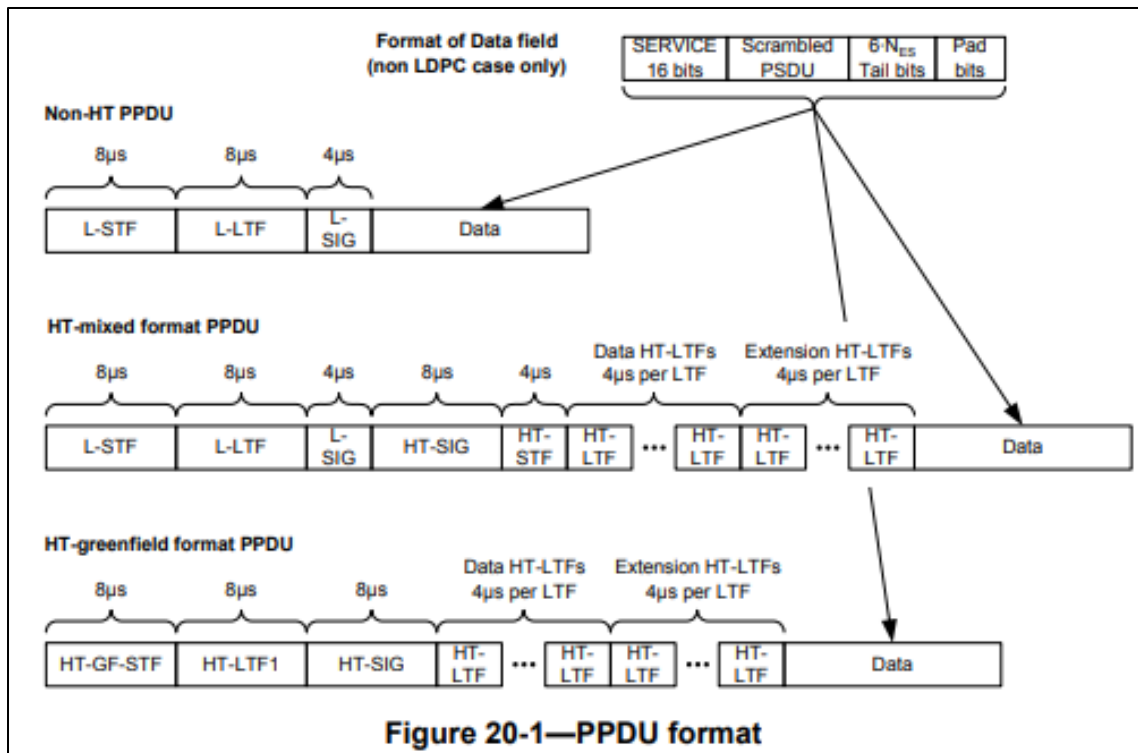 Format of Data field
(non LDPC case only)
SERVICE
16 bits
Scrambled
PSDU
6·N_ES
Tail bits
Pad
bits
Non-HT PPDU
8µs
8µs
4µs
L-STF
L-LTF
L-
SIG
Data
HT-mixed format PPDU
Data HT-LTFs
4µs per LTF
Extension HT-LTFs
4µs per LTF
8µs
8µs
4µs
8µs
4µs
L-STF
L-LTF
L-
SIG
HT-SIG
HT-
STF
HT-
LTF
•••
HT-
LTF
HT-
LTF
•••
HT-
LTF
Data
HT-greenfield format PPDU
Data HT-LTFs
4µs per LTF
Extension HT-LTFs
4µs per LTF
8µs
8µs
8µs
HT-GF-STF
HT-LTF1
HT-SIG
HT-
LTF
•••
HT-
LTF
HT-
LTF
•••
HT-
LTF
Data
Figure 20-1—PPDU format